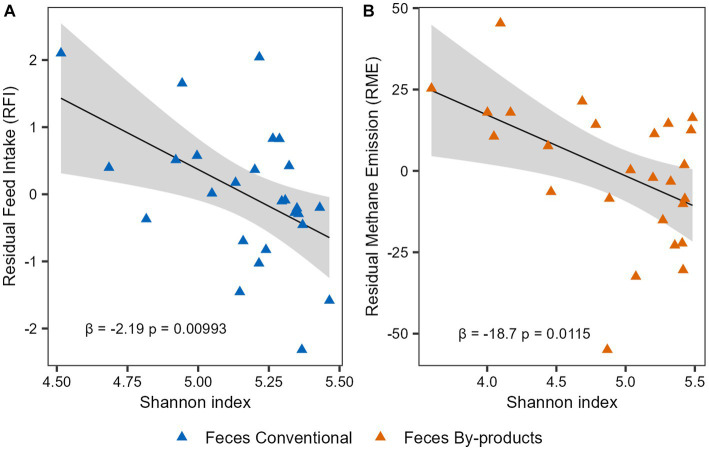 A
Residual Feed Intake (RFI)
2
1
0
-1
-2
β = -2.19 p = 0.00993
4.50 4.75 5.00 5.25 5.50
Shannon index
B
Residual Methane Emission (RME)
50
25
0
-25
-50
β = -18.7 p = 0.0115
4.0 4.5 5.0 5.5
Shannon index
Feces Conventional Feces By-products